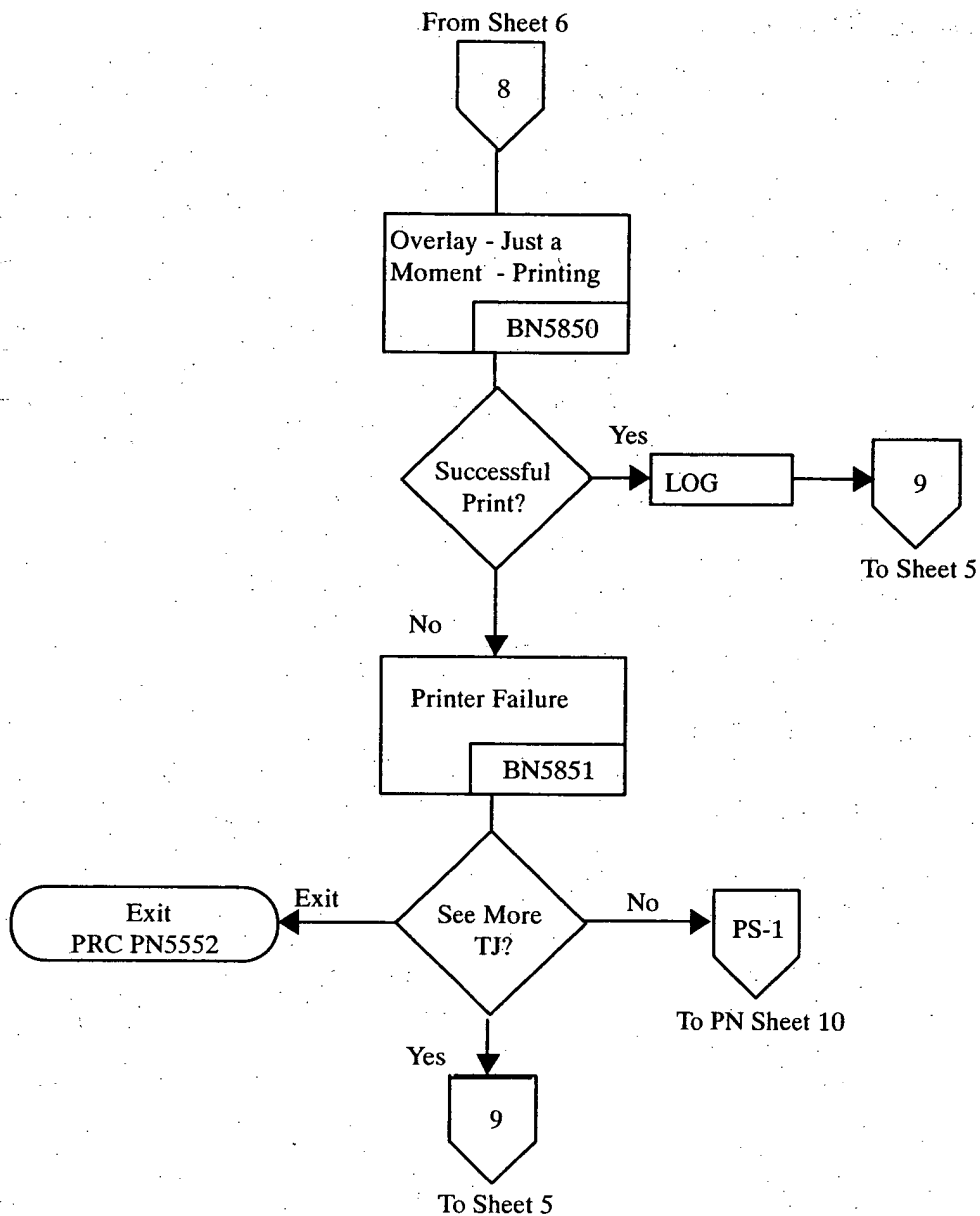 From Sheet 6
8
Overlay - Just a
Moment - Printing
BN5850
Successful
Print?
Yes
LOG
9
To Sheet 5
No
Printer Failure
BN5851
See More
TJ?
Exit
Exit
PRC PN5552
No
PS-1
To PN Sheet 10
Yes
9
To Sheet 5